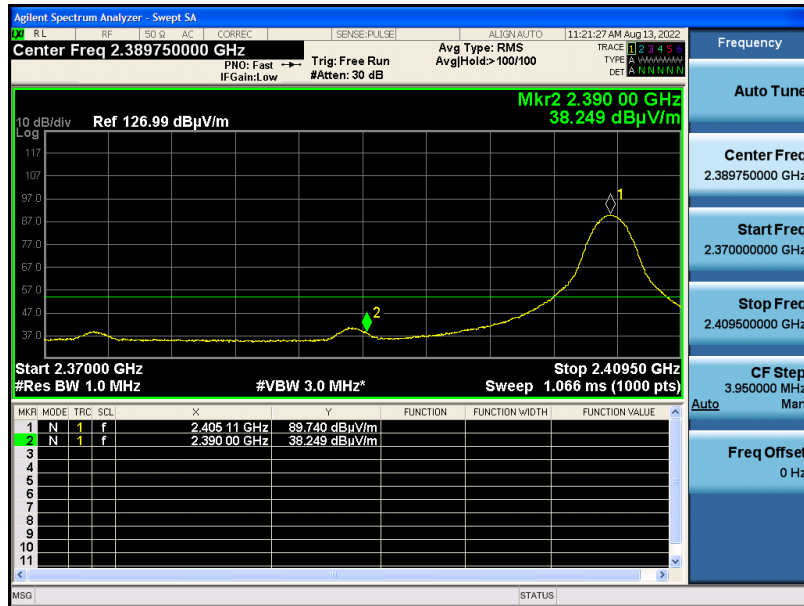 Agilent Spectrum Analyzer - Swept SA
LXI RL RF 50 Ω AC CORREC SENSE:PULSE ALIGN AUTO 11:21:27 AM Aug 13, 2022
Center Freq 2.389750000 GHz
PNO: Fast
IFGain:Low
Trig: Free Run
#Atten: 30 dB
Avg Type: RMS
Avg|Hold:>100/100
TRACE 1 2 3 4 5 6
TYPE A WWWWW
DET A N N N N N
Mkr2 2.390 00 GHz
38.249 dBµV/m
10 dB/div Ref 126.99 dBµV/m
Log
117
107
97.0
87.0
77.0
67.0
57.0
47.0
37.0
1
2
Start 2.37000 GHz Stop 2.40950 GHz
#Res BW 1.0 MHz #VBW 3.0 MHz* Sweep 1.066 ms (1000 pts)
MKR MODE TRC SCL X Y FUNCTION FUNCTION WIDTH FUNCTION VALUE
1 N 1 f 2.405 11 GHz 89.740 dBµV/m
2 N 1 f 2.390 00 GHz 38.249 dBµV/m
3
4
5
6
7
8
9
10
11
MSG STATUS
Frequency
Auto Tune
Center Freq
2.389750000 GHz
Start Freq
2.370000000 GHz
Stop Freq
2.409500000 GHz
CF Step
3.950000 MHz
Auto Man
Freq Offset
0 Hz